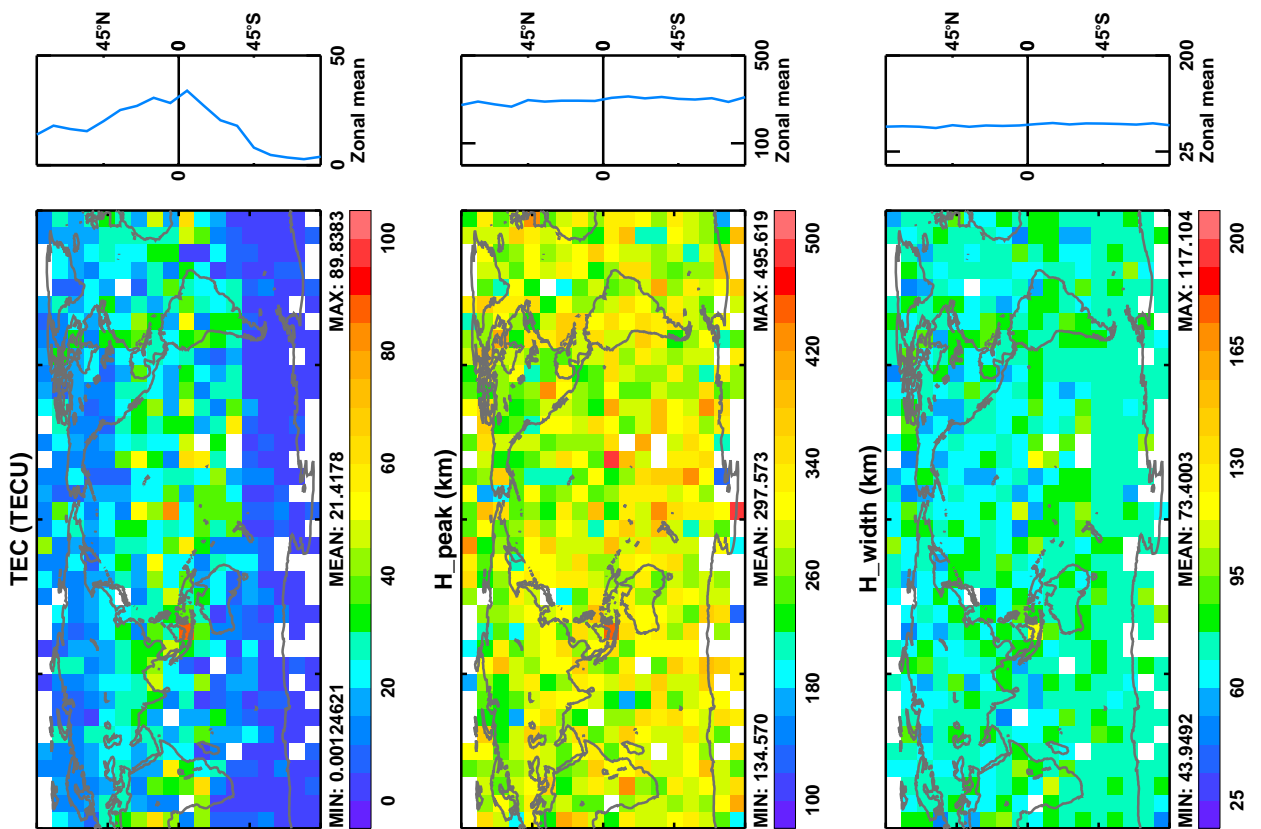 TEC (TECU)
MIN: 0.00124621 MEAN: 21.4178 MAX: 89.8383
0 20 40 60 80 100
45°N 0 45°S
0 50
Zonal mean
H_peak (km)
MIN: 134.570 MEAN: 297.573 MAX: 495.619
100 180 260 340 420 500
45°N 0 45°S
0 100 500
Zonal mean
H_width (km)
MIN: 43.9492 MEAN: 73.4003 MAX: 117.104
25 60 95 130 165 200
45°N 0 45°S
0 25 200
Zonal mean